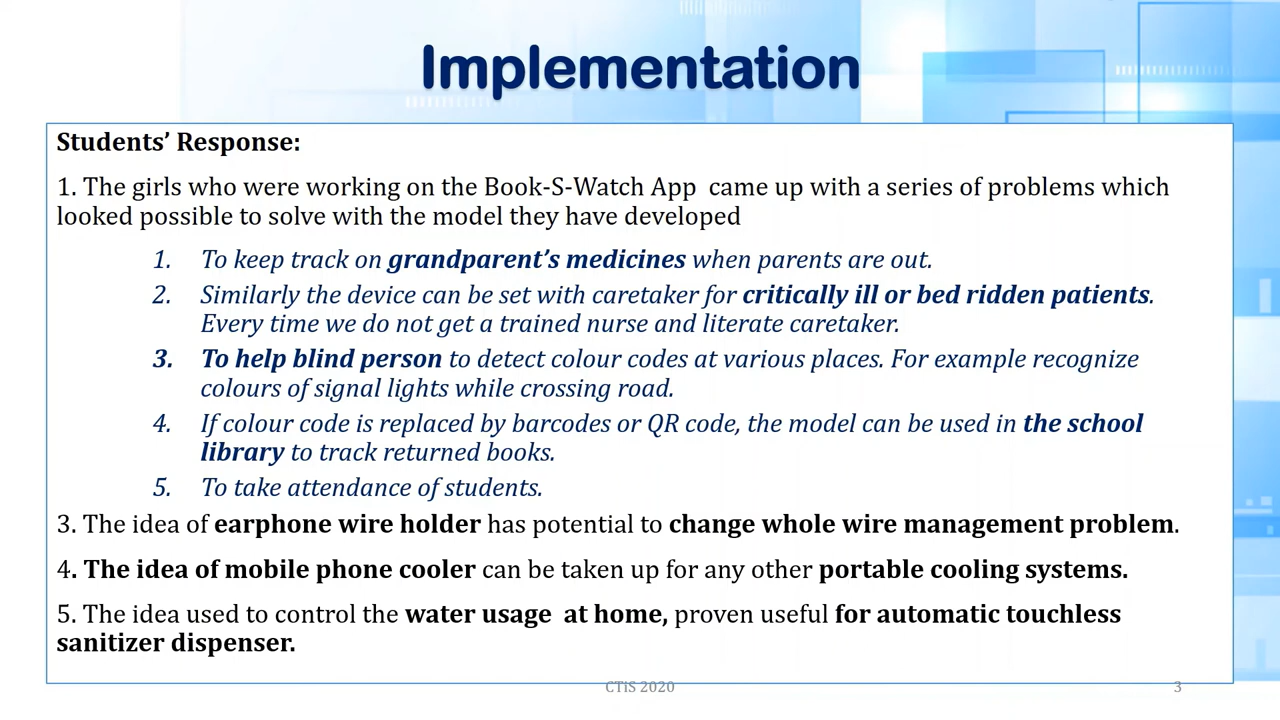 Implementation
Students’ Response:
1. The girls who were working on the Book-S-Watch App came up with a series of problems which
looked possible to solve with the model they have developed
1. To keep track on grandparent’s medicines when parents are out.
2. Similarly the device can be set with caretaker for critically ill or bed ridden patients.
Every time we do not get a trained nurse and literate caretaker.
3. To help blind person to detect colour codes at various places. For example recognize
colours of signal lights while crossing road.
4. If colour code is replaced by barcodes or QR code, the model can be used in the school
library to track returned books.
5. To take attendance of students.
3. The idea of earphone wire holder has potential to change whole wire management problem.
4. The idea of mobile phone cooler can be taken up for any other portable cooling systems.
5. The idea used to control the water usage at home, proven useful for automatic touchless
sanitizer dispenser.
CTiS 2020
3